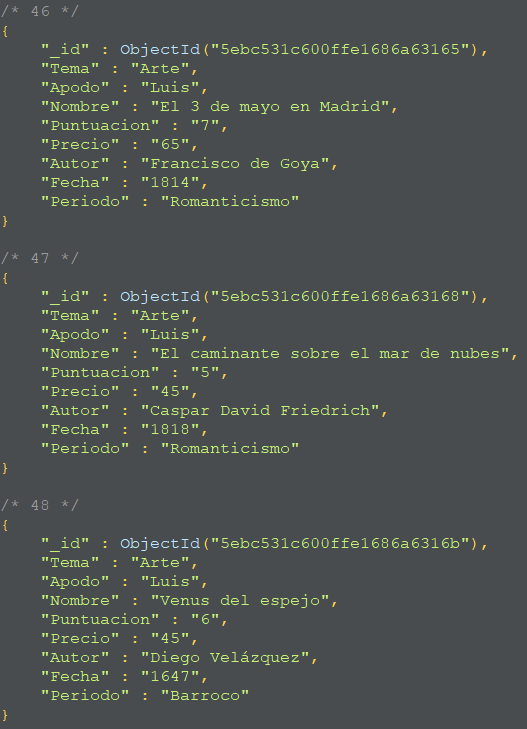 /* 46 */
{
"_id" : ObjectId("5ebc531c600ffe1686a63165"),
"Tema" : "Arte",
"Apodo" : "Luis",
"Nombre" : "El 3 de mayo en Madrid",
"Puntuacion" : "7",
"Precio" : "65",
"Autor" : "Francisco de Goya",
"Fecha" : "1814",
"Periodo" : "Romanticismo"
}
/* 47 */
{
"_id" : ObjectId("5ebc531c600ffe1686a63168"),
"Tema" : "Arte",
"Apodo" : "Luis",
"Nombre" : "El caminante sobre el mar de nubes",
"Puntuacion" : "5",
"Precio" : "45",
"Autor" : "Caspar David Friedrich",
"Fecha" : "1818",
"Periodo" : "Romanticismo"
}
/* 48 */
{
"_id" : ObjectId("5ebc531c600ffe1686a6316b"),
"Tema" : "Arte",
"Apodo" : "Luis",
"Nombre" : "Venus del espejo",
"Puntuacion" : "6",
"Precio" : "45",
"Autor" : "Diego Velázquez",
"Fecha" : "1647",
"Periodo" : "Barroco"
}